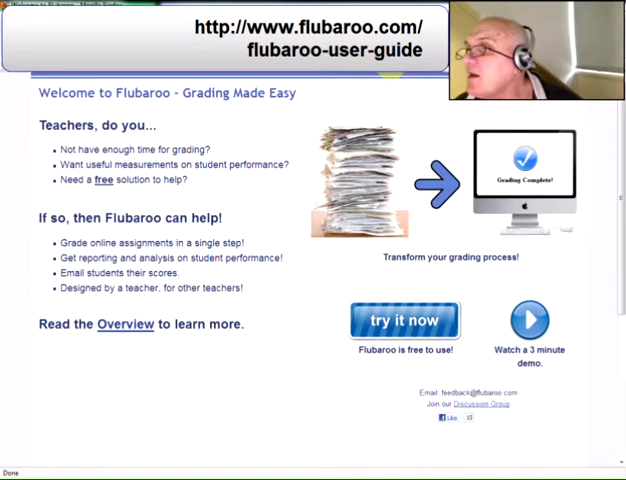 http://www.flubaroo.com/
flubaroo-user-guide
Welcome to Flubaroo - Grading Made Easy
Teachers, do you...
Not have enough time for grading?
Want useful measurements on student performance?
Need a free solution to help?
Grading Complete!
If so, then Flubaroo can help!
Grade online assignments in a single step!
Get reporting and analysis on student performance!
Email students their scores.
Designed by a teacher, for other teachers!
Transform your grading process!
Read the Overview to learn more.
try it now
Flubaroo is free to use!
Watch a 3 minute
demo.
Email: feedback@flubaroo.com
Join our Discussion Group
Like 15
Done